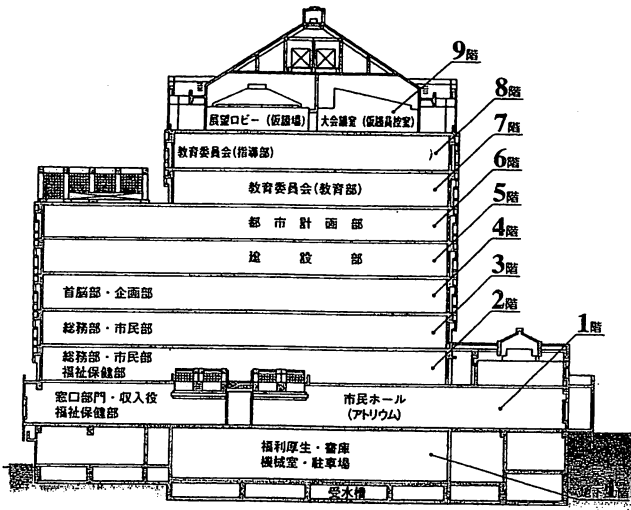 9階
展望ロビー(仮議場)
大会議室(仮議員控室)
8階
教育委員会(指導部)
7階
教育委員会(教育部)
6階
都市計画部
5階
建設部
4階
首脳部・企画部
3階
総務部・市民部
2階
総務部・市民部
福祉保健部
1階
窓口部門・収入役
福祉保健部
市民ホール
(アトリウム)
福利厚生・書庫
機械室・駐車場
受水槽